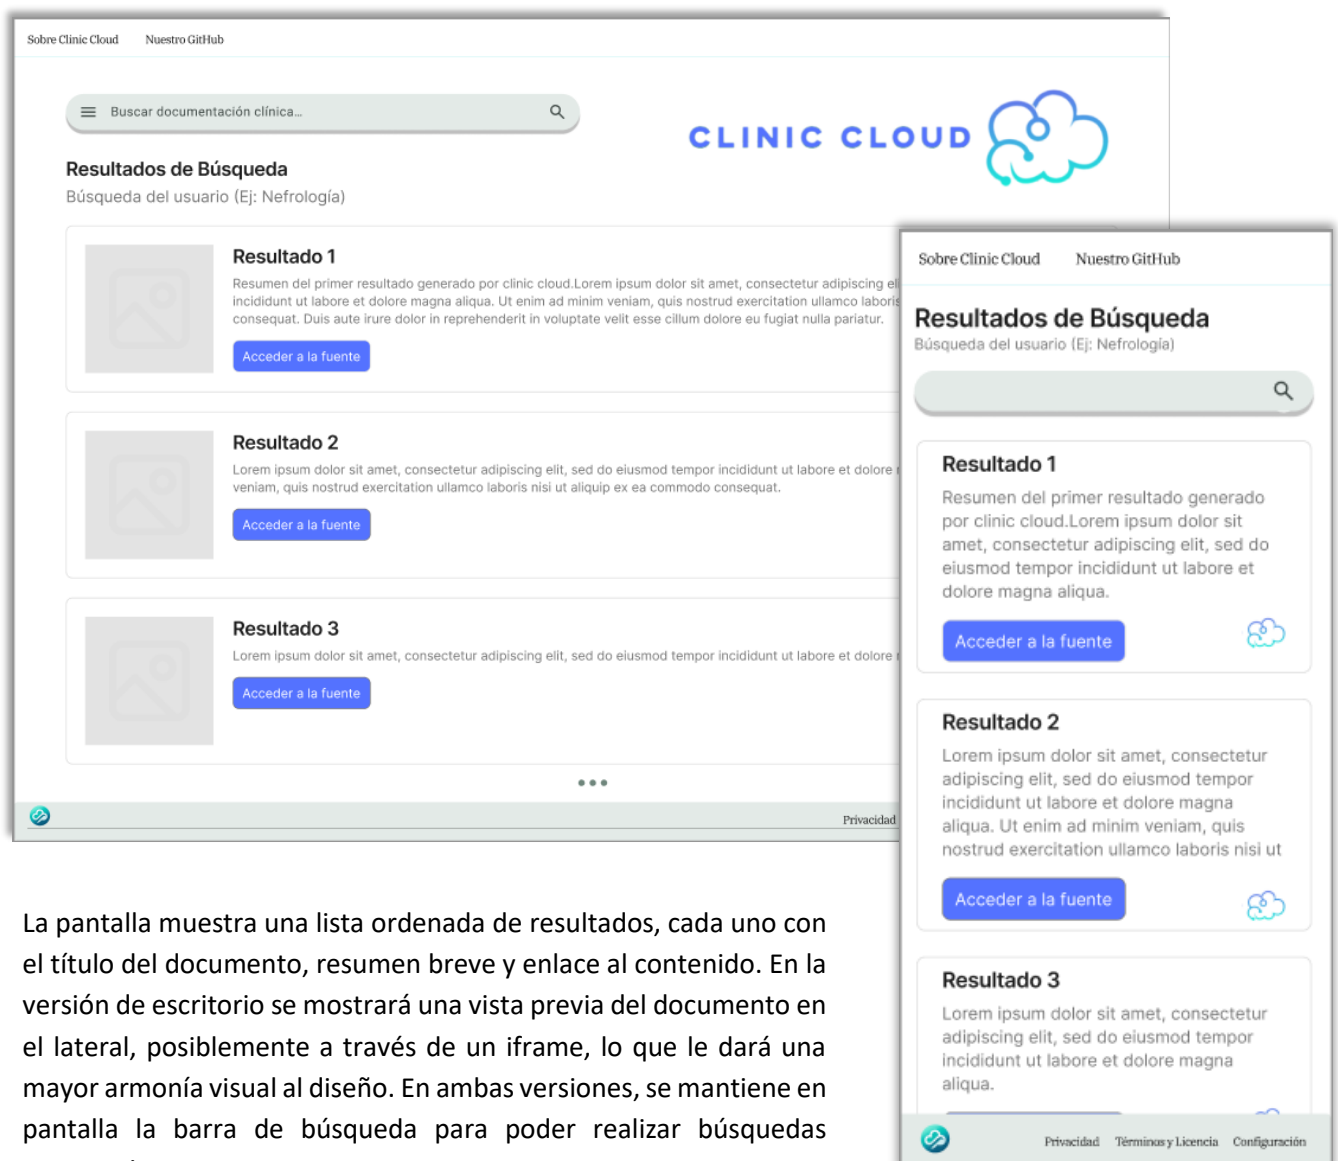 Sobre Clinic Cloud Nuestro GitHub
Buscar documentación clínica...
CLINIC CLOUD
Resultados de Búsqueda
Búsqueda del usuario (Ej: Nefrología)
Resultado 1
Resumen del primer resultado generado por clinic cloud.Lorem ipsum dolor sit amet, consectetur adipiscing
incididunt ut labore et dolore magna aliqua. Ut enim ad minim veniam, quis nostrud exercitation ullamco laboris
consequat. Duis aute irure dolor in reprehenderit in voluptate velit esse cillum dolore eu fugiat nulla pariatur.
Acceder a la fuente
Resultado 2
Lorem ipsum dolor sit amet, consectetur adipiscing elit, sed do eiusmod tempor incididunt ut labore et dolore
veniam, quis nostrud exercitation ullamco laboris nisi ut aliquip ex ea commodo consequat.
Acceder a la fuente
Resultado 3
Lorem ipsum dolor sit amet, consectetur adipiscing elit, sed do eiusmod tempor incididunt ut labore et dolore
Acceder a la fuente
Privacidad
Sobre Clinic Cloud Nuestro GitHub
Resultados de Búsqueda
Búsqueda del usuario (Ej: Nefrología)
Resultado 1
Resumen del primer resultado generado
por clinic cloud.Lorem ipsum dolor sit
amet, consectetur adipiscing elit, sed do
eiusmod tempor incididunt ut labore et
dolore magna aliqua.
Acceder a la fuente
Resultado 2
Lorem ipsum dolor sit amet, consectetur
adipiscing elit, sed do eiusmod tempor
incididunt ut labore et dolore magna
aliqua. Ut enim ad minim veniam, quis
nostrud exercitation ullamco laboris nisi ut
Acceder a la fuente
Resultado 3
Lorem ipsum dolor sit amet, consectetur
adipiscing elit, sed do eiusmod tempor
incididunt ut labore et dolore magna
aliqua.
Privacidad Términos y Licencia Configuración
La pantalla muestra una lista ordenada de resultados, cada uno con
el título del documento, resumen breve y enlace al contenido. En la
versión de escritorio se mostrará una vista previa del documento en
el lateral, posiblemente a través de un iframe, lo que le dará una
mayor armonía visual al diseño. En ambas versiones, se mantiene en
pantalla la barra de búsqueda para poder realizar búsquedas